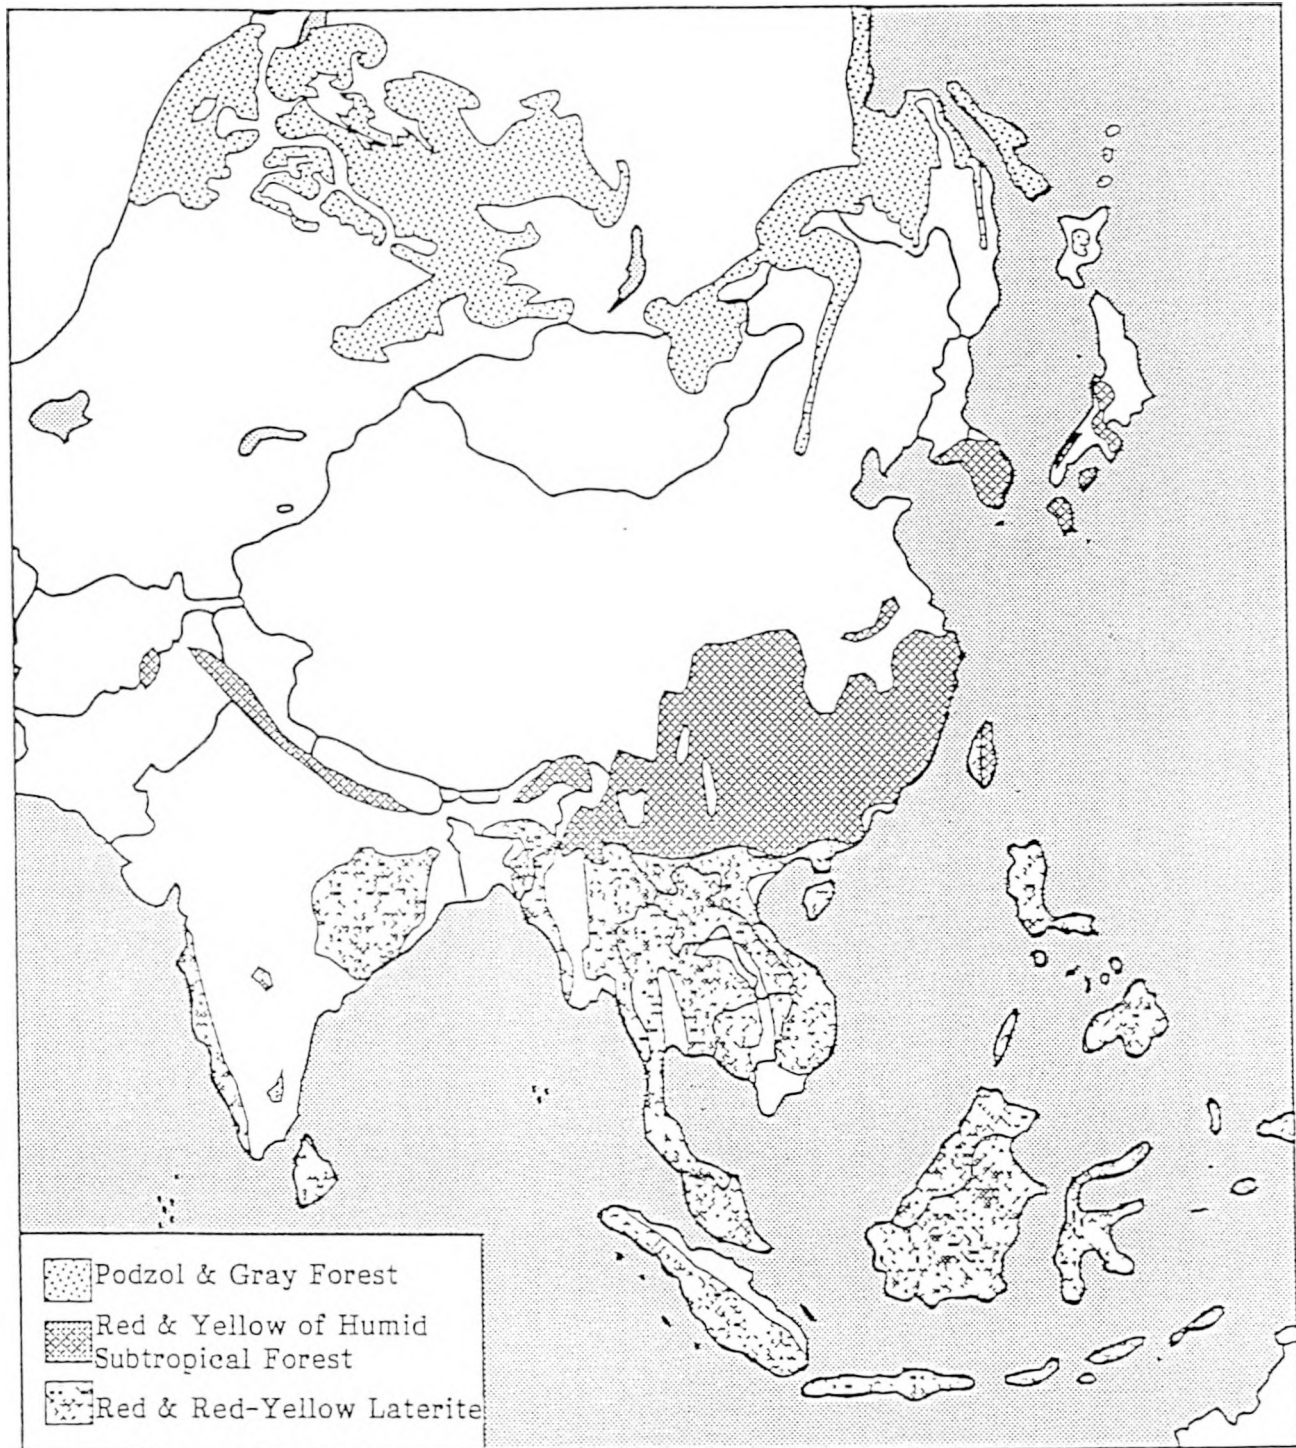 Podzol & Gray Forest
Red & Yellow of Humid
Subtropical Forest
Red & Red-Yellow Laterite